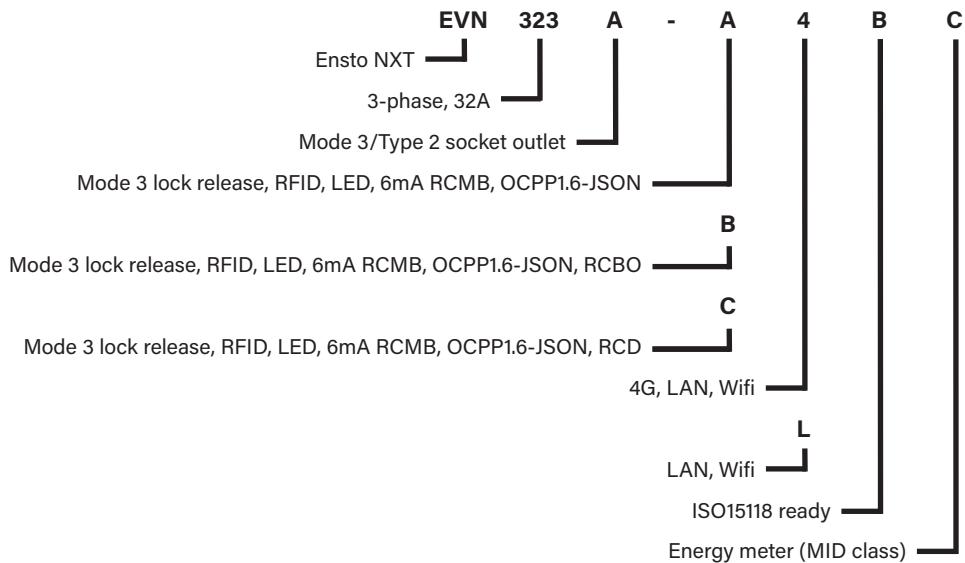 EVN 323 A - A 4 B C
Ensto NXT
3-phase, 32A
Mode 3/Type 2 socket outlet
Mode 3 lock release, RFID, LED, 6mA RCMB, OCPP1.6-JSON
B
Mode 3 lock release, RFID, LED, 6mA RCMB, OCPP1.6-JSON, RCBO
C
Mode 3 lock release, RFID, LED, 6mA RCMB, OCPP1.6-JSON, RCD
4G, LAN, Wifi
L
LAN, Wifi
ISO15118 ready
Energy meter (MID class)